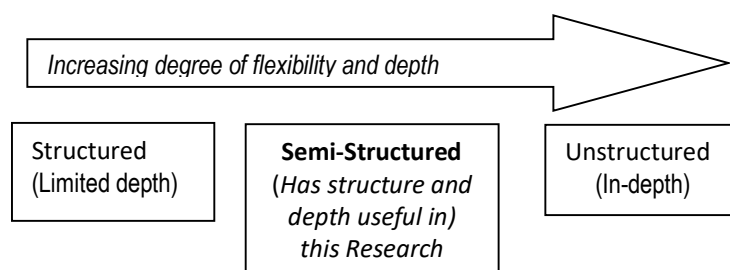 Increasing degree of flexibility and depth
Structured
(Limited depth)
Semi-Structured
(Has structure and
depth useful in)
this Research
Unstructured
(In-depth)